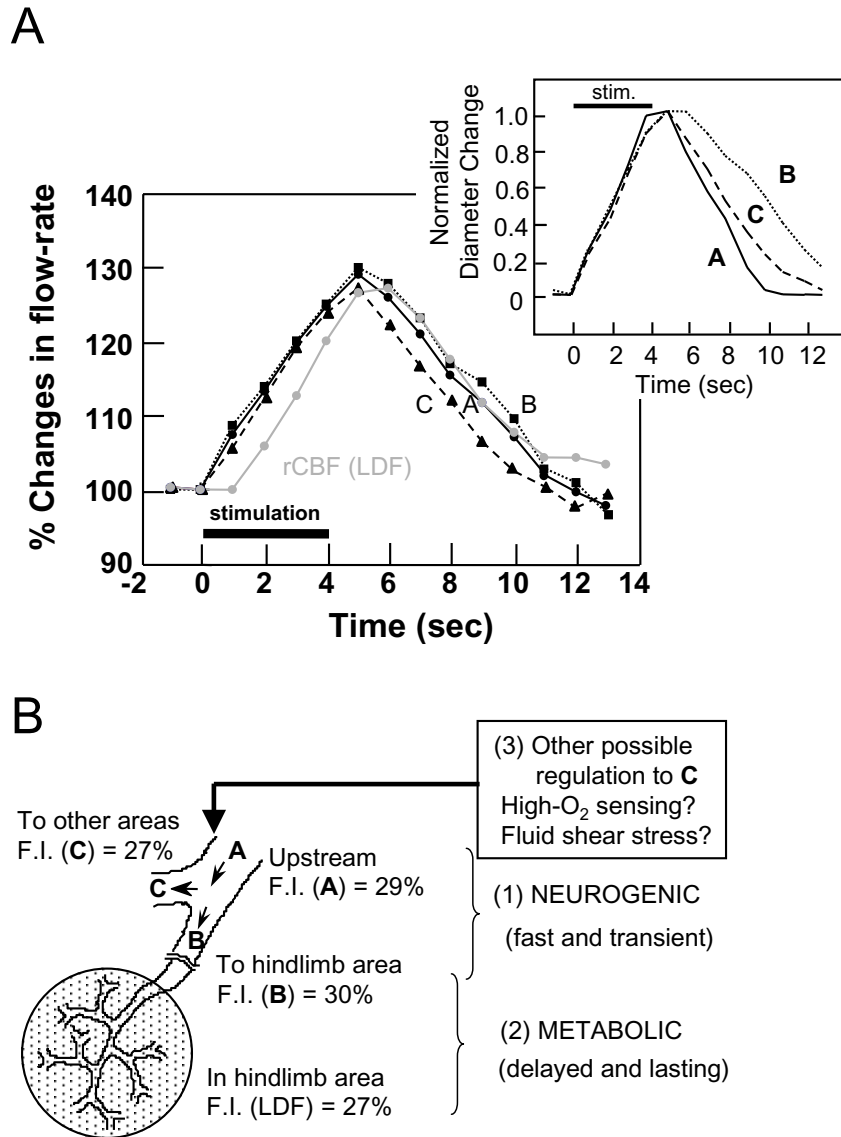 A
% Changes in flow-rate
140
130
120
110
100
90
-2
0
2
4
6
8
10
12
14
Time (sec)
stimulation
rCBF (LDF)
C
A
B
Normalized
Diameter Change
stim.
1.0
0.8
0.6
0.4
0.2
0
0
2
4
6
8
10
12
Time (sec)
B
C
A
B
(3) Other possible
regulation to C
High-O₂ sensing?
Fluid shear stress?
To other areas
F.I. (C) = 27%
A
C
B
Upstream
F.I. (A) = 29%
(1) NEUROGENIC
(fast and transient)
To hindlimb area
F.I. (B) = 30%
(2) METABOLIC
(delayed and lasting)
In hindlimb area
F.I. (LDF) = 27%